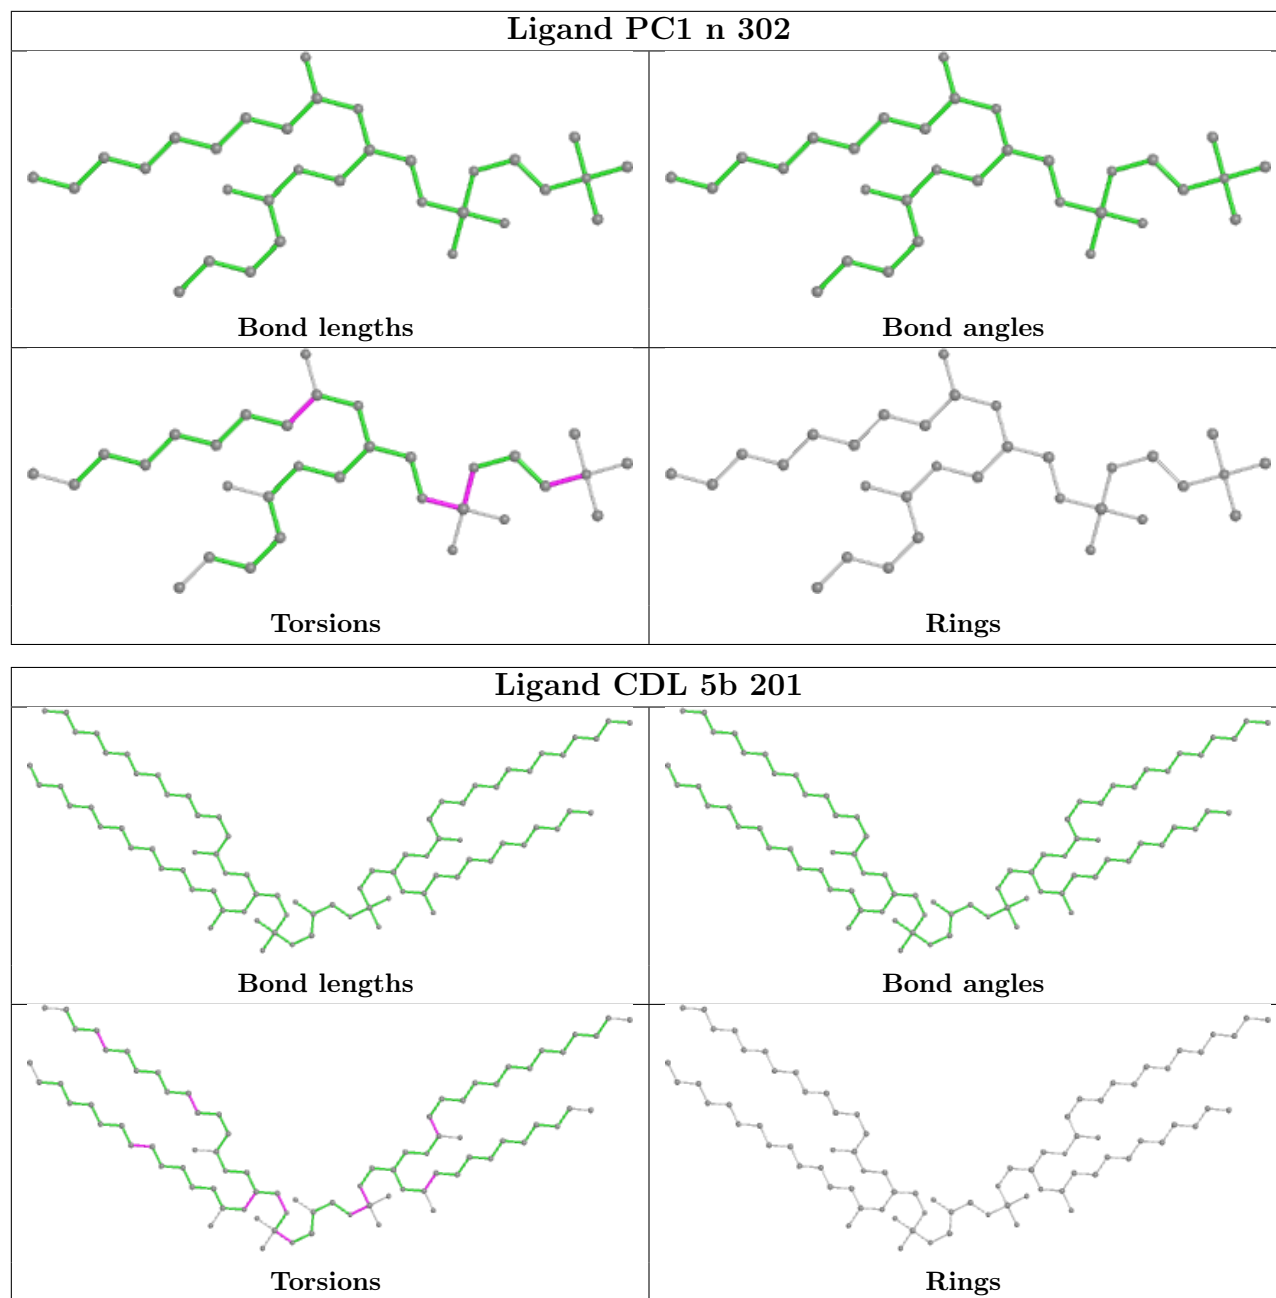 Ligand PC1 n 302
Bond lengths
Bond angles
Torsions
Rings
Ligand CDL 5b 201
Bond lengths
Bond angles
Torsions
Rings